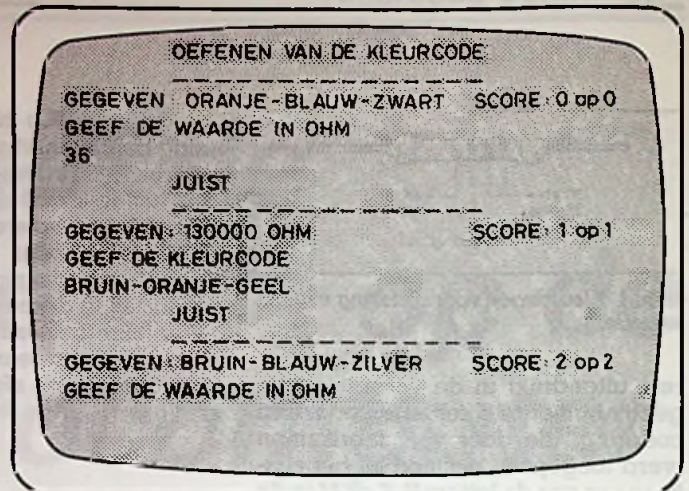 OEFENEN VAN DE KLEURCODE
GEGEVEN: ORANJE-BLAUW-ZWART SCORE: 0 op 0
GEEF DE WAARDE IN OHM
36
JUIST
GEGEVEN: 130000 OHM SCORE: 1 op 1
GEEF DE KLEURCODE
BRUIN-ORANJE-GEEL
JUIST
GEGEVEN: BRUIN-BLAUW-ZILVER SCORE: 2 op 2
GEEF DE WAARDE IN OHM